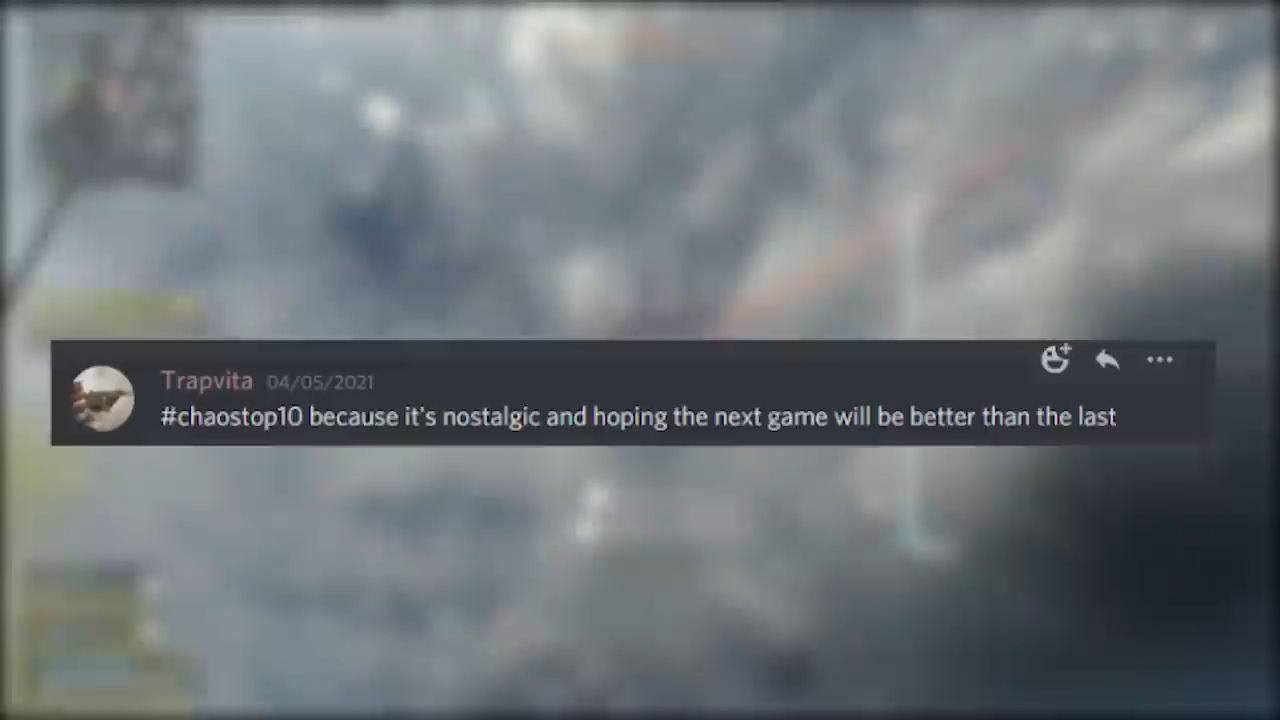 Trapvita 04/05/2021
#chaostop10 because it's nostalgic and hoping the next game will be better than the last